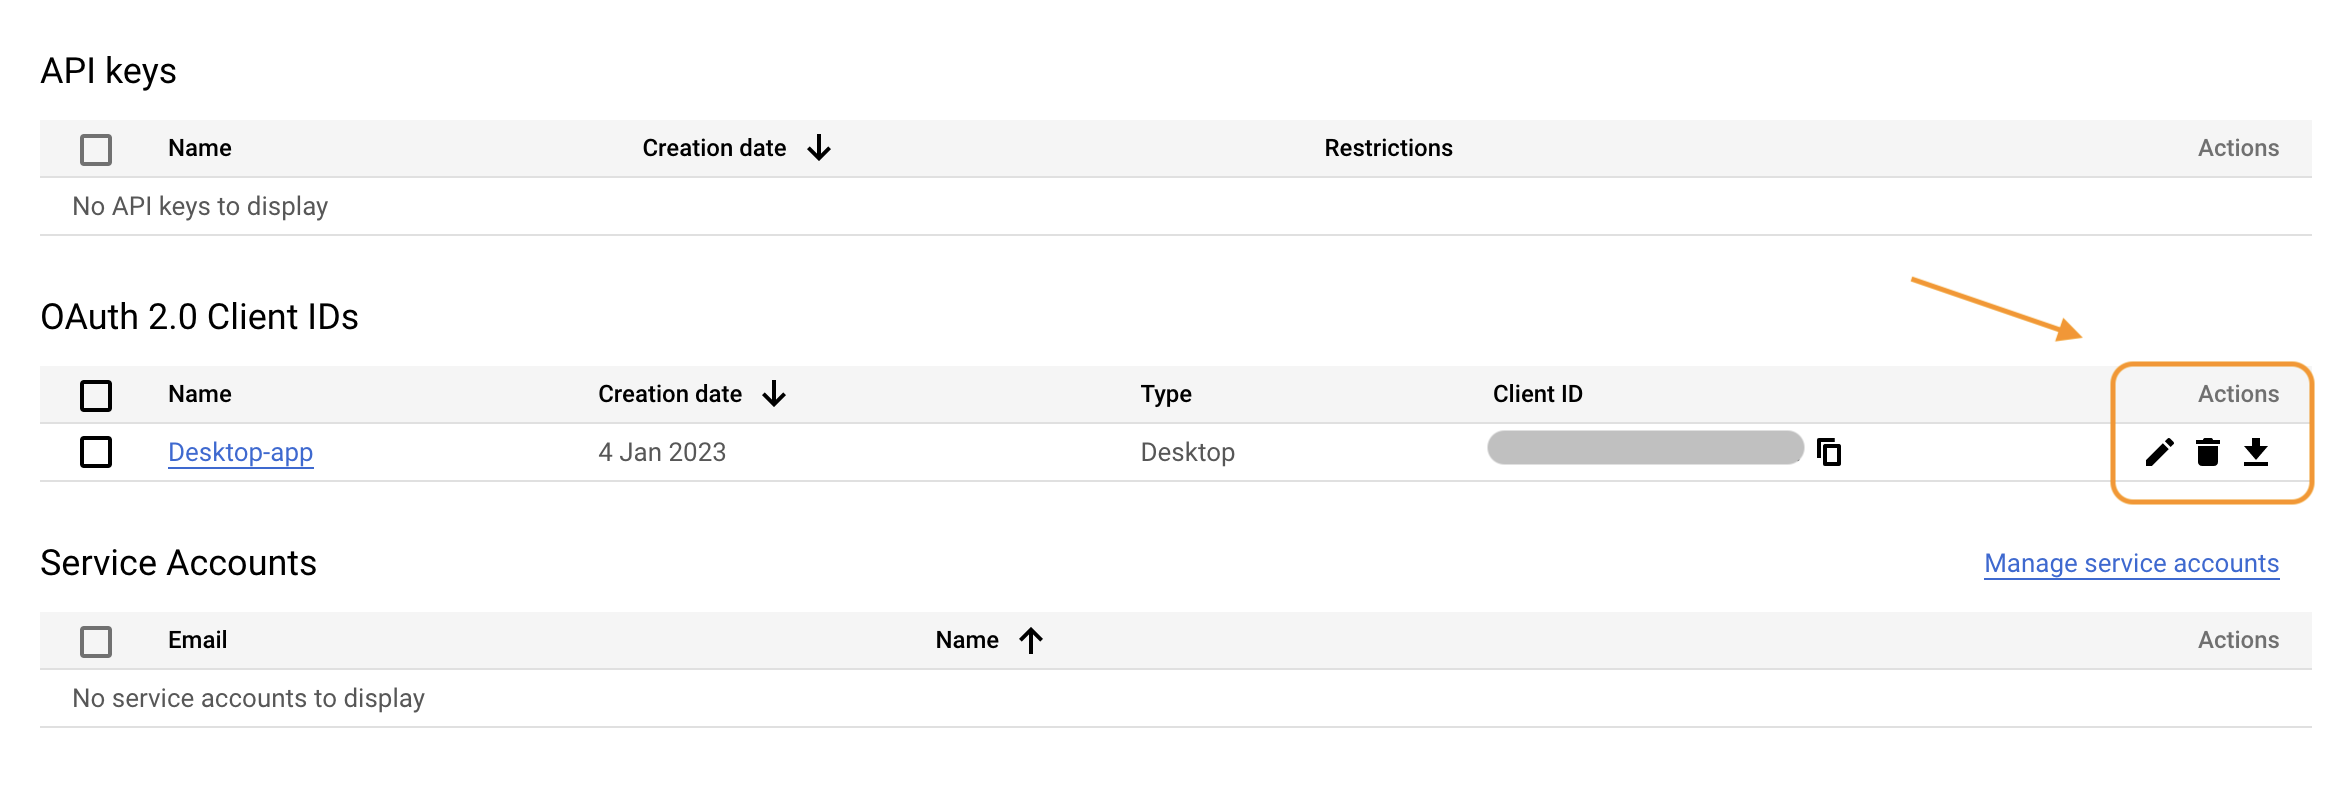 API keys
Name Creation date Restrictions Actions
No API keys to display
OAuth 2.0 Client IDs
Name Creation date Type Client ID Actions
Desktop-app 4 Jan 2023 Desktop
Service Accounts Manage service accounts
Email Name Actions
No service accounts to display